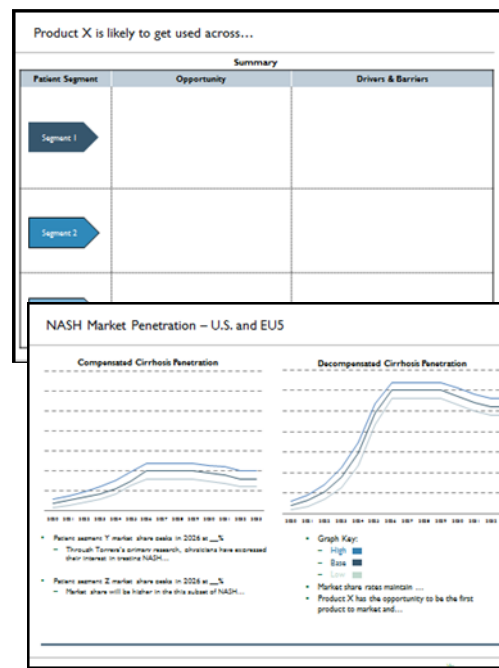 Product X is likely to get used across…
Summary
Patient Segment Opportunity Drivers & Barriers
Segment 1
Segment 2
NASH Market Penetration – U.S. and EU5
Compensated Cirrhosis Penetration
Decompensated Cirrhosis Penetration
• Patient segment Y market share peaks in 2026 at __%
– Through Torreya's primary research, physicians have expressed
their interest in treating NASH…
• Patient segment Z market share peaks in 2026 at __%
– Market share will be higher in the this subset of NASH…
• Graph Key:
– High
– Base
– Low
• Market share rates maintain ….
• Product X has the opportunity to be the first
product to market and…